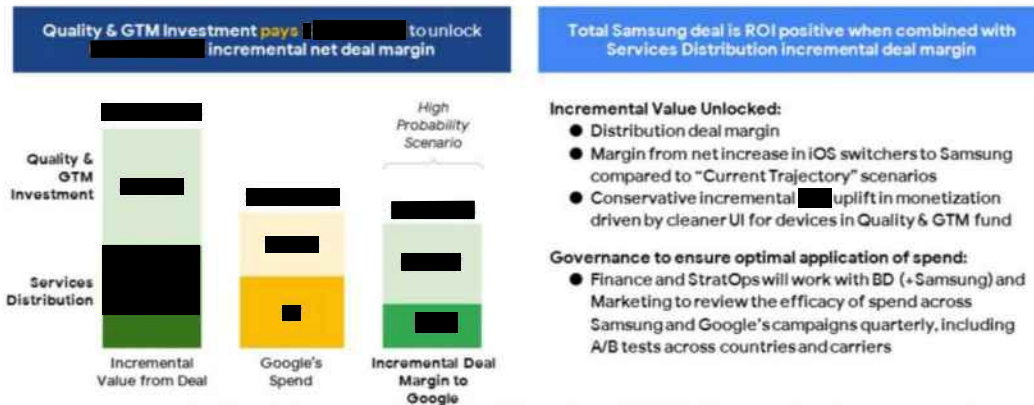 Quality & GTM Investment pays to unlock
incremental net deal margin
Total Samsung deal is ROI positive when combined with
Services Distribution incremental deal margin
High
Probability
Scenario
Quality &
GTM
Investment
Services
Distribution
Incremental
Value from Deal
Google's
Spend
Incremental Deal
Margin to
Google
Incremental Value Unlocked:
● Distribution deal margin
● Margin from net increase in iOS switchers to Samsung
compared to "Current Trajectory" scenarios
● Conservative incremental uplift in monetization
driven by cleaner UI for devices in Quality & GTM fund
Governance to ensure optimal application of spend:
● Finance and StratOps will work with BD (+Samsung) and
Marketing to review the efficacy of spend across
Samsung and Google's campaigns quarterly, including
A/B tests across countries and carriers